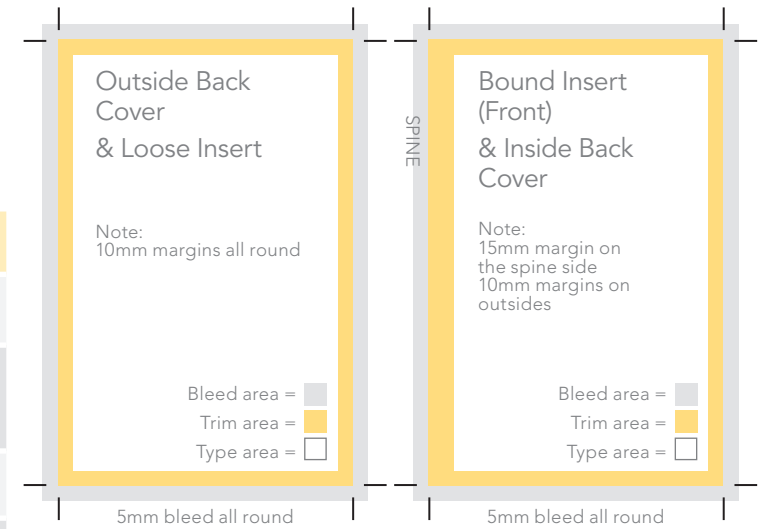 Outside Back
Cover
& Loose Insert
Note:
10mm margins all round
Bleed area =
Trim area =
Type area =
5mm bleed all round
SPINE
Bound Insert
(Front)
& Inside Back
Cover
Note:
15mm margin on
the spine side
10mm margins on
outsides
Bleed area =
Trim area =
Type area =
5mm bleed all round